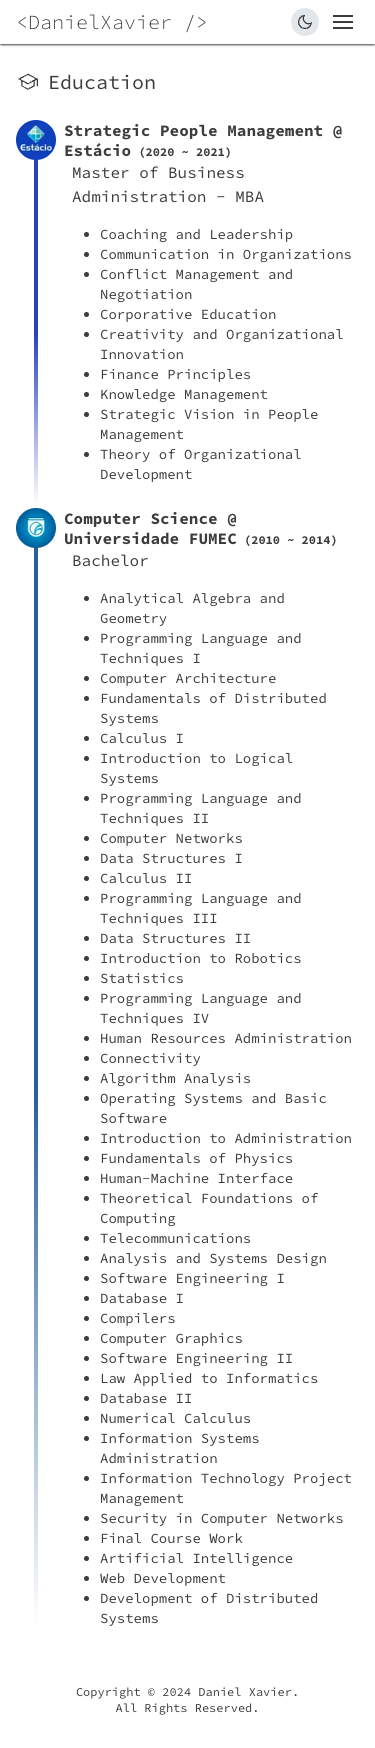 <DanielXavier />
Education
Estácio
Strategic People Management @
Estácio (2020 ~ 2021)
Master of Business
Administration - MBA
Coaching and Leadership
Communication in Organizations
Conflict Management and
Negotiation
Corporative Education
Creativity and Organizational
Innovation
Finance Principles
Knowledge Management
Strategic Vision in People
Management
Theory of Organizational
Development
Computer Science @
Universidade FUMEC (2010 ~ 2014)
Bachelor
Analytical Algebra and
Geometry
Programming Language and
Techniques I
Computer Architecture
Fundamentals of Distributed
Systems
Calculus I
Introduction to Logical
Systems
Programming Language and
Techniques II
Computer Networks
Data Structures I
Calculus II
Programming Language and
Techniques III
Data Structures II
Introduction to Robotics
Statistics
Programming Language and
Techniques IV
Human Resources Administration
Connectivity
Algorithm Analysis
Operating Systems and Basic
Software
Introduction to Administration
Fundamentals of Physics
Human-Machine Interface
Theoretical Foundations of
Computing
Telecommunications
Analysis and Systems Design
Software Engineering I
Database I
Compilers
Computer Graphics
Software Engineering II
Law Applied to Informatics
Database II
Numerical Calculus
Information Systems
Administration
Information Technology Project
Management
Security in Computer Networks
Final Course Work
Artificial Intelligence
Web Development
Development of Distributed
Systems
Copyright © 2024 Daniel Xavier.
All Rights Reserved.